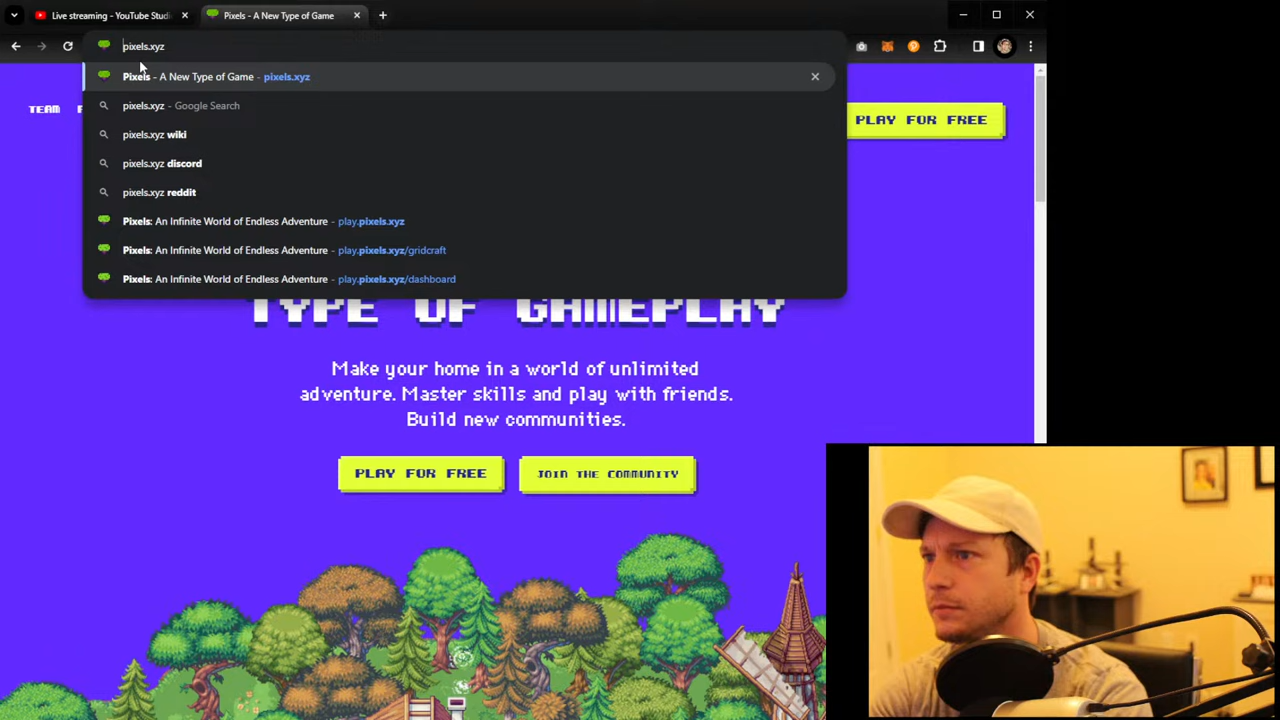 Live streaming - YouTube Studi
Pixels - A New Type of Game
pixels.xyz
Pixels - A New Type of Game - pixels.xyz
pixels.xyz - Google Search
pixels.xyz wiki
pixels.xyz discord
pixels.xyz reddit
Pixels: An Infinite World of Endless Adventure - play.pixels.xyz
Pixels: An Infinite World of Endless Adventure - play.pixels.xyz/gridcraft
Pixels: An Infinite World of Endless Adventure - play.pixels.xyz/dashboard
TEAM
PLAY FOR FREE
TYPE OF GAMEPLAY
Make your home in a world of unlimited
adventure. Master skills and play with friends.
Build new communities.
PLAY FOR FREE
JOIN THE COMMUNITY